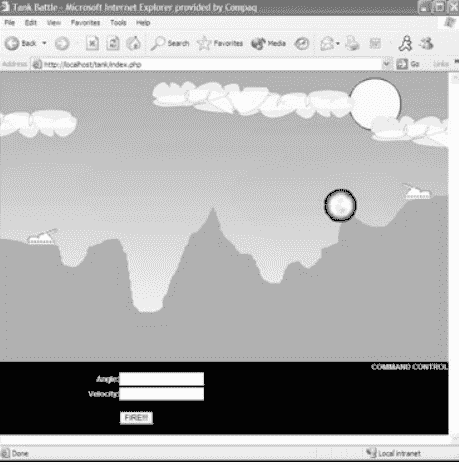 Tank Battle - Microsoft Internet Explorer provided by Compaq
File Edit View Favorites Tools Help
Back Search Favorites Media
Address http://localhost/tank/index.php Go Links
COMMAND CONTROL
Angle:
Velocity:
FIRE!!!
Done Local intranet